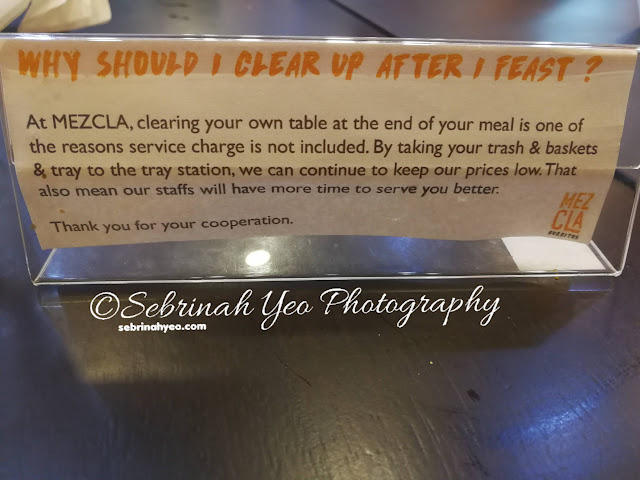 WHY SHOULD I CLEAR UP AFTER I FEAST ?
At MEZCLA, clearing your own table at the end of your meal is one of
the reasons service charge is not included. By taking your trash & baskets
& tray to the tray station, we can continue to keep our prices low. That
also mean our staffs will have more time to serve you better.
Thank you for your cooperation.
MEZ
CLA
BURRITOS
©Sebrinah Yeo Photography
sebrinahyeo.com